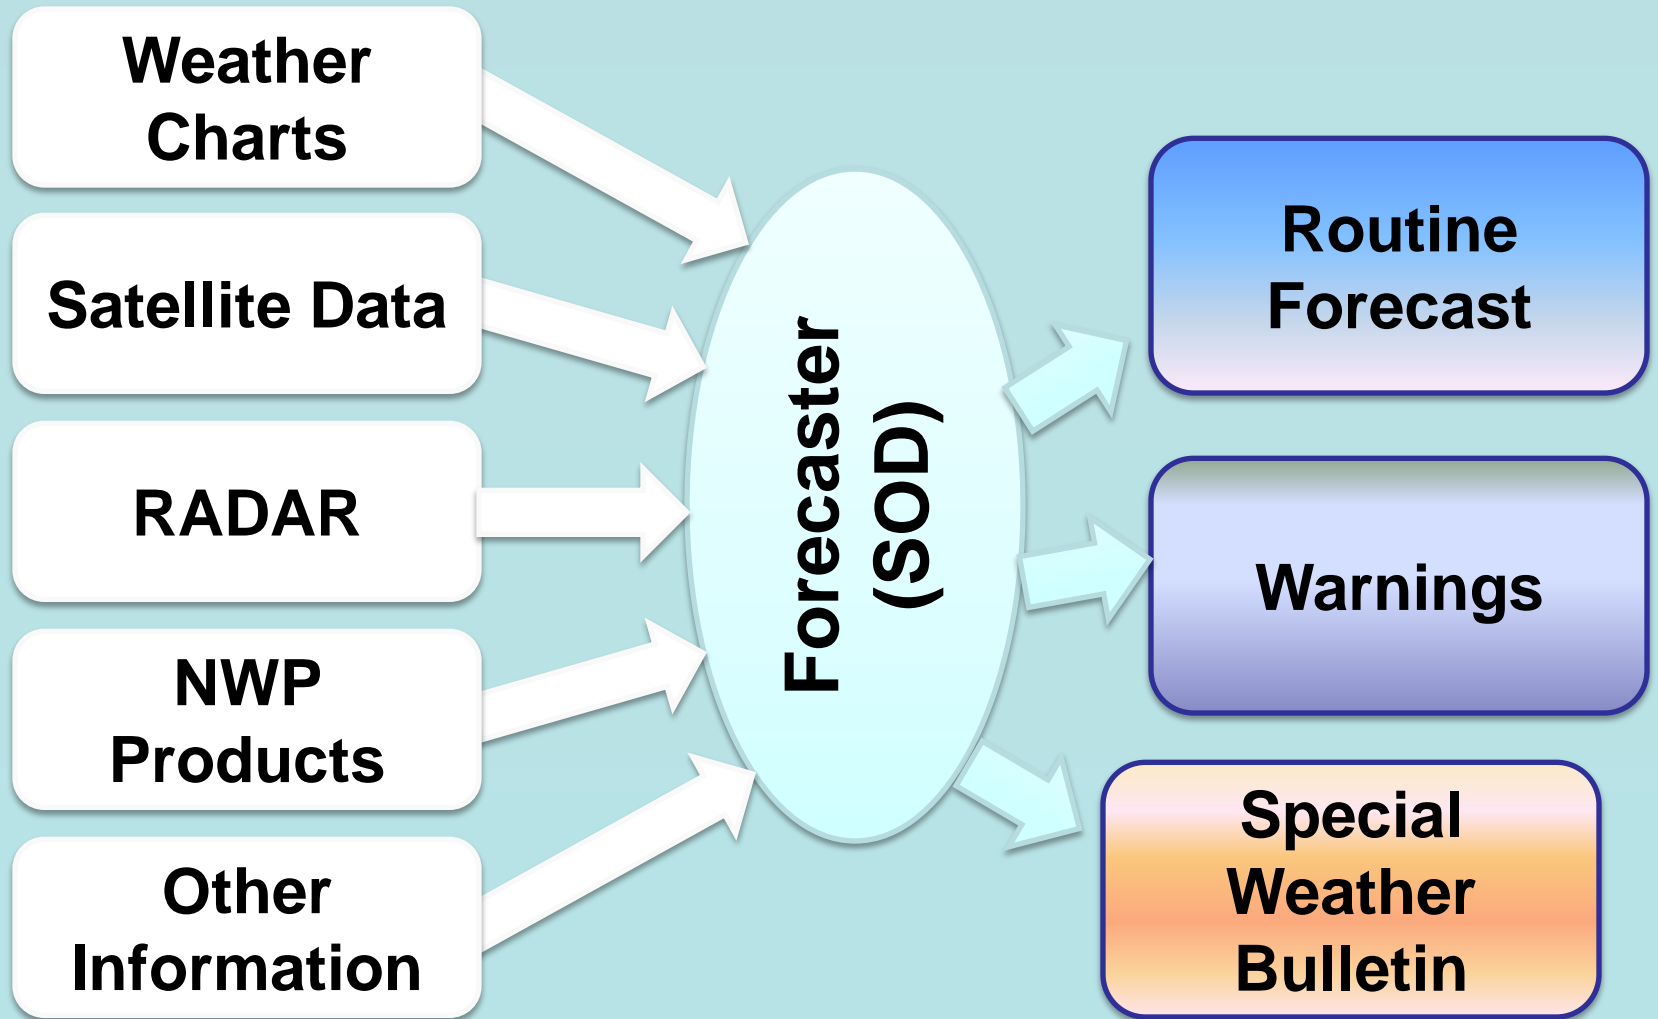 Weather
Charts
Satellite Data
RADAR
NWP
Products
Other
Information
Forecaster
(SOD)
Routine
Forecast
Warnings
Special
Weather
Bulletin